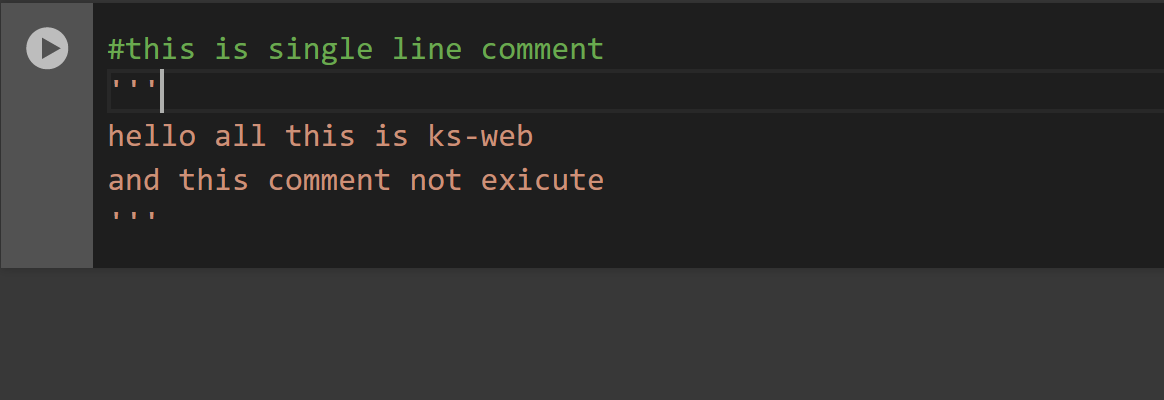 #this is single line comment
'''
hello all this is ks-web
and this comment not exicute
'''